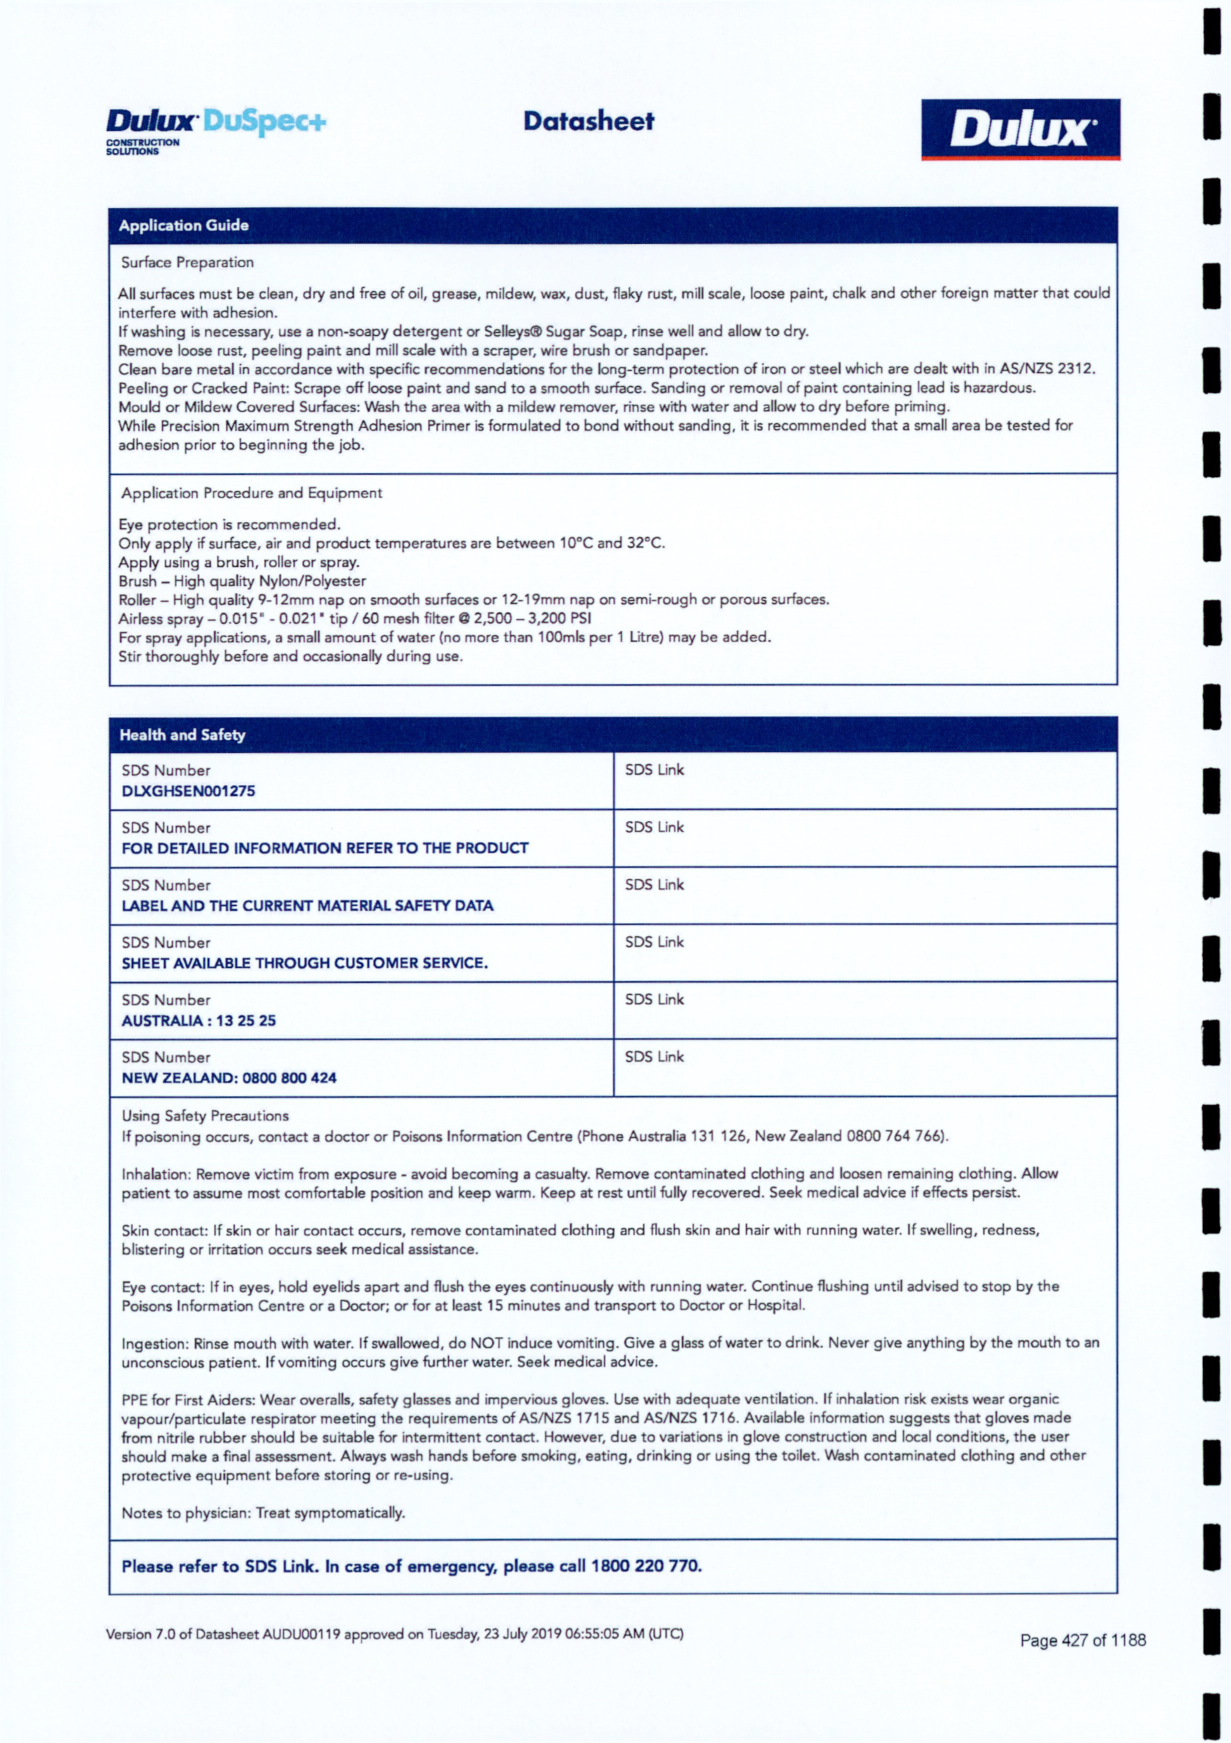 Dulux DuSpec+
CONSTRUCTION
SOLUTIONS
Datasheet
Dulux
Application Guide
Surface Preparation
All surfaces must be clean, dry and free of oil, grease, mildew, wax, dust, flaky rust, mill scale, loose paint, chalk and other foreign matter that could
interfere with adhesion.
If washing is necessary, use a non-soapy detergent or Selleys® Sugar Soap, rinse well and allow to dry.
Remove loose rust, peeling paint and mill scale with a scraper, wire brush or sandpaper.
Clean bare metal in accordance with specific recommendations for the long-term protection of iron or steel which are dealt with in AS/NZS 2312.
Peeling or Cracked Paint: Scrape off loose paint and sand to a smooth surface. Sanding or removal of paint containing lead is hazardous.
Mould or Mildew Covered Surfaces: Wash the area with a mildew remover, rinse with water and allow to dry before priming.
While Precision Maximum Strength Adhesion Primer is formulated to bond without sanding, it is recommended that a small area be tested for
adhesion prior to beginning the job.
Application Procedure and Equipment
Eye protection is recommended.
Only apply if surface, air and product temperatures are between 10°C and 32°C.
Apply using a brush, roller or spray.
Brush – High quality Nylon/Polyester
Roller – High quality 9-12mm nap on smooth surfaces or 12-19mm nap on semi-rough or porous surfaces.
Airless spray – 0.015" - 0.021" tip / 60 mesh filter @ 2,500 – 3,200 PSI
For spray applications, a small amount of water (no more than 100mls per 1 Litre) may be added.
Stir thoroughly before and occasionally during use.
Health and Safety
SDS Number
SDS Link
DLXGHSEN001275
SDS Number
SDS Link
FOR DETAILED INFORMATION REFER TO THE PRODUCT
SDS Number
SDS Link
LABEL AND THE CURRENT MATERIAL SAFETY DATA
SDS Number
SDS Link
SHEET AVAILABLE THROUGH CUSTOMER SERVICE.
SDS Number
SDS Link
AUSTRALIA : 13 25 25
SDS Number
SDS Link
NEW ZEALAND: 0800 800 424
Using Safety Precautions
If poisoning occurs, contact a doctor or Poisons Information Centre (Phone Australia 131 126, New Zealand 0800 764 766).
Inhalation: Remove victim from exposure - avoid becoming a casualty. Remove contaminated clothing and loosen remaining clothing. Allow
patient to assume most comfortable position and keep warm. Keep at rest until fully recovered. Seek medical advice if effects persist.
Skin contact: If skin or hair contact occurs, remove contaminated clothing and flush skin and hair with running water. If swelling, redness,
blistering or irritation occurs seek medical assistance.
Eye contact: If in eyes, hold eyelids apart and flush the eyes continuously with running water. Continue flushing until advised to stop by the
Poisons Information Centre or a Doctor; or for at least 15 minutes and transport to Doctor or Hospital.
Ingestion: Rinse mouth with water. If swallowed, do NOT induce vomiting. Give a glass of water to drink. Never give anything by the mouth to an
unconscious patient. If vomiting occurs give further water. Seek medical advice.
PPE for First Aiders: Wear overalls, safety glasses and impervious gloves. Use with adequate ventilation. If inhalation risk exists wear organic
vapour/particulate respirator meeting the requirements of AS/NZS 1715 and AS/NZS 1716. Available information suggests that gloves made
from nitrile rubber should be suitable for intermittent contact. However, due to variations in glove construction and local conditions, the user
should make a final assessment. Always wash hands before smoking, eating, drinking or using the toilet. Wash contaminated clothing and other
protective equipment before storing or re-using.
Notes to physician: Treat symptomatically.
Please refer to SDS Link. In case of emergency, please call 1800 220 770.
Version 7.0 of Datasheet AUDU00119 approved on Tuesday, 23 July 2019 06:55:05 AM (UTC)
Page 427 of 1188